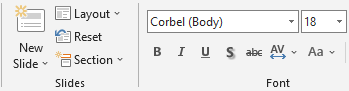 Layout
Corbel (Body) 18
New Slide
Reset
Section
B I U S abc AV Aa
Slides Font